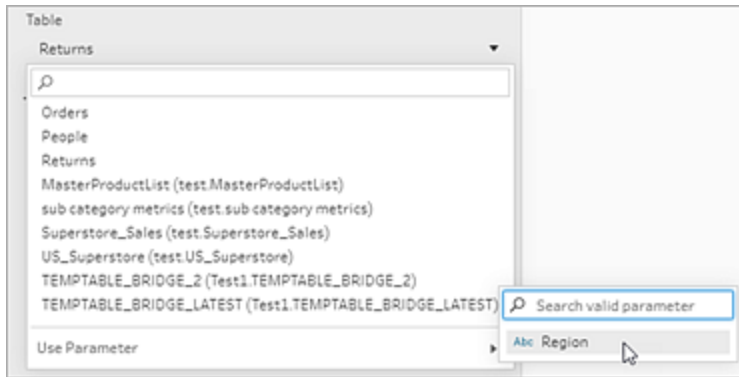 Table
Returns
Orders
People
Returns
MasterProductList (test.MasterProductList)
sub category metrics (test.sub category metrics)
Superstore_Sales (test.Superstore_Sales)
US_Superstore (test.US_Superstore)
TEMPTABLE_BRIDGE_2 (Test1.TEMPTABLE_BRIDGE_2)
TEMPTABLE_BRIDGE_LATEST (Test1.TEMPTABLE_BRIDGE_LATEST)
Search valid parameter
Use Parameter
Abc Region